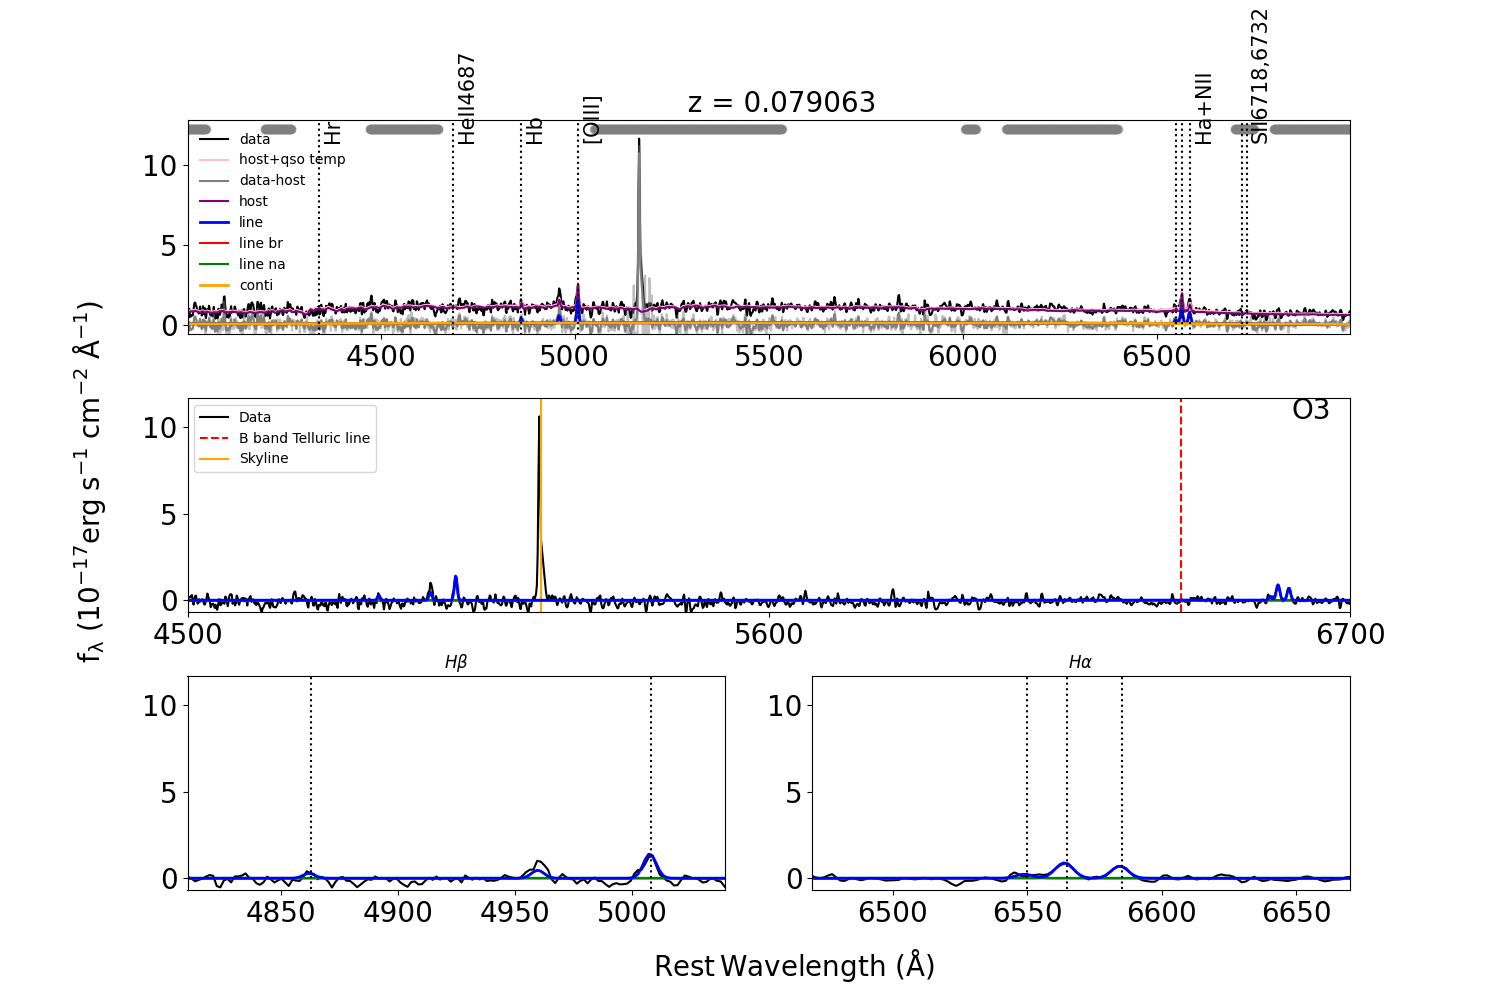 Hr
HeII4687
Hb
[OIII]
Ha+NII
SII6718,6732
z = 0.079063
data
host+qso temp
data-host
host
line
line br
line na
conti
10
5
0
4500
5000
5500
6000
6500
O3
Data
B band Telluric line
Skyline
10
5
0
4500
5600
6700
fλ (10−17erg s−1 cm−2 Å−1)
Hβ
10
5
0
4850
4900
4950
5000
Hα
10
5
0
6500
6550
6600
6650
Rest Wavelength (Å)